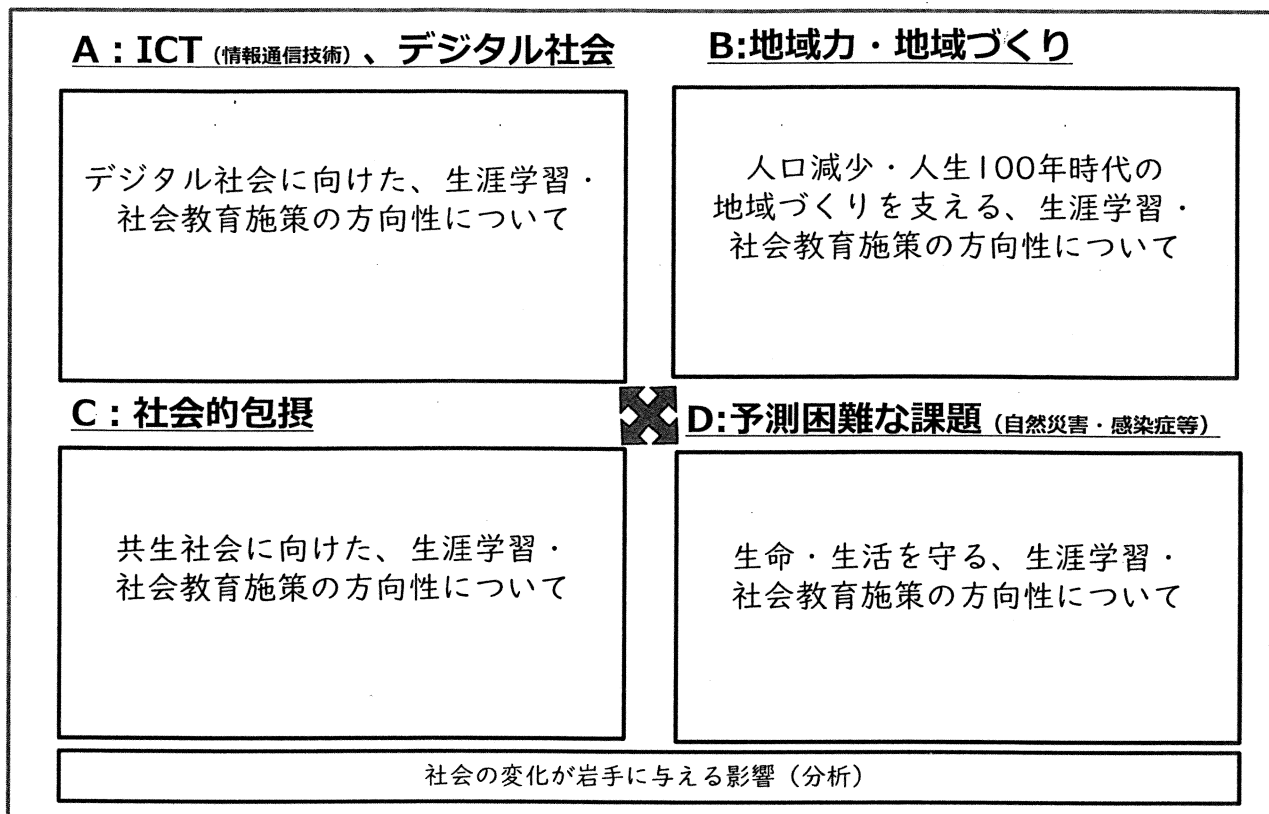 A：ICT（情報通信技術）、デジタル社会
デジタル社会に向けた、生涯学習・
社会教育施策の方向性について
B:地域力・地域づくり
人口減少・人生100年時代の
地域づくりを支える、生涯学習・
社会教育施策の方向性について
C：社会的包摂
共生社会に向けた、生涯学習・
社会教育施策の方向性について
D:予測困難な課題（自然災害・感染症等）
生命・生活を守る、生涯学習・
社会教育施策の方向性について
社会の変化が岩手に与える影響（分析）